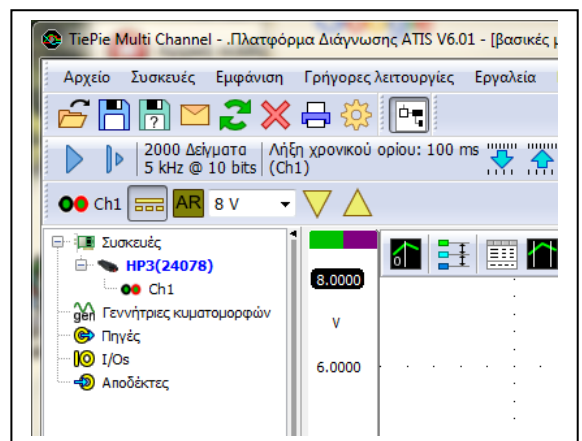 TiePie Multi Channel - .Πλατφόρμα Διάγνωσης ATIS V6.01 - [βασικές
Αρχείο Συσκευές Εμφάνιση Γρήγορες λειτουργίες Εργαλεία
2000 Δείγματα
5 kHz @ 10 bits
Λήξη χρονικού ορίου: 100 ms
(Ch1)
Ch1 AR 8 V
Συσκευές
HP3(24078)
Ch1
gen Γεννήτριες κυματομορφών
Πηγές
I/Os
Αποδέκτες
8.0000
V
6.0000